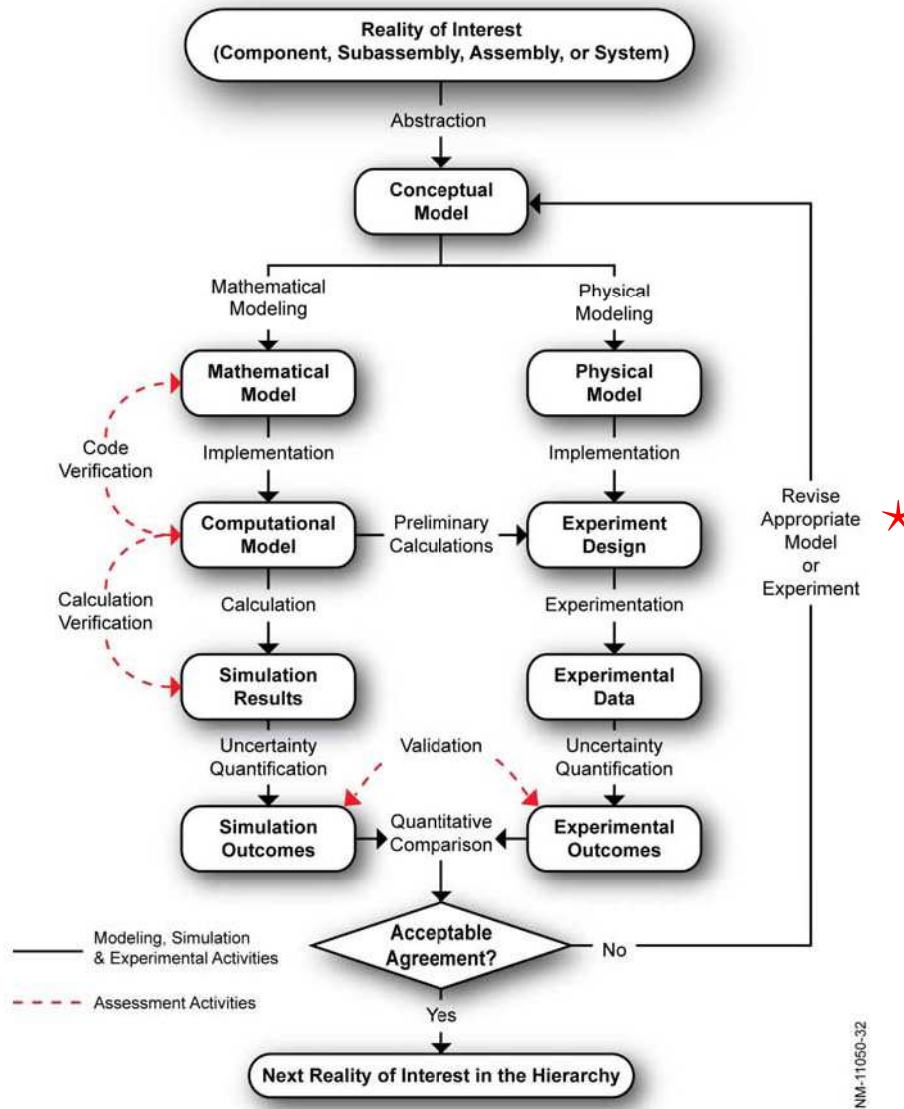 Reality of Interest
(Component, Subassembly, Assembly, or System)
Abstraction
Conceptual
Model
Mathematical
Modeling
Physical
Modeling
Mathematical
Model
Physical
Model
Code
Verification
Implementation
Implementation
Revise
Appropriate
Model
or
Experiment
Computational
Model
Preliminary
Calculations
Experiment
Design
Calculation
Verification
Calculation
Experimentation
Simulation
Results
Experimental
Data
Uncertainty
Quantification
Validation
Uncertainty
Quantification
Simulation
Outcomes
Quantitative
Comparison
Experimental
Outcomes
Acceptable
Agreement?
No
Modeling, Simulation
& Experimental Activities
Assessment Activities
Yes
Next Reality of Interest in the Hierarchy
NM-11050-32